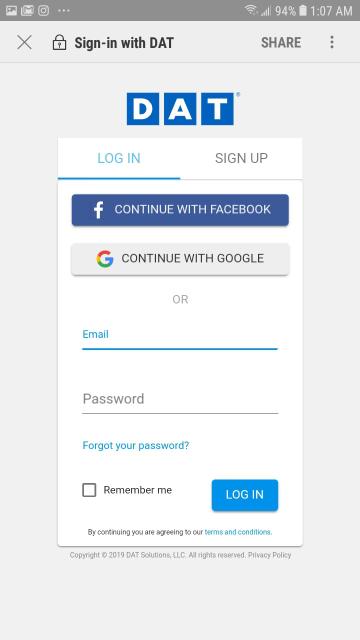 94% 1:07 AM
Sign-in with DAT SHARE
DAT®
LOG IN SIGN UP
CONTINUE WITH FACEBOOK
CONTINUE WITH GOOGLE
OR
Email
Password
Forgot your password?
Remember me LOG IN
By continuing you are agreeing to our terms and conditions.
Copyright © 2019 DAT Solutions, LLC. All rights reserved. Privacy Policy